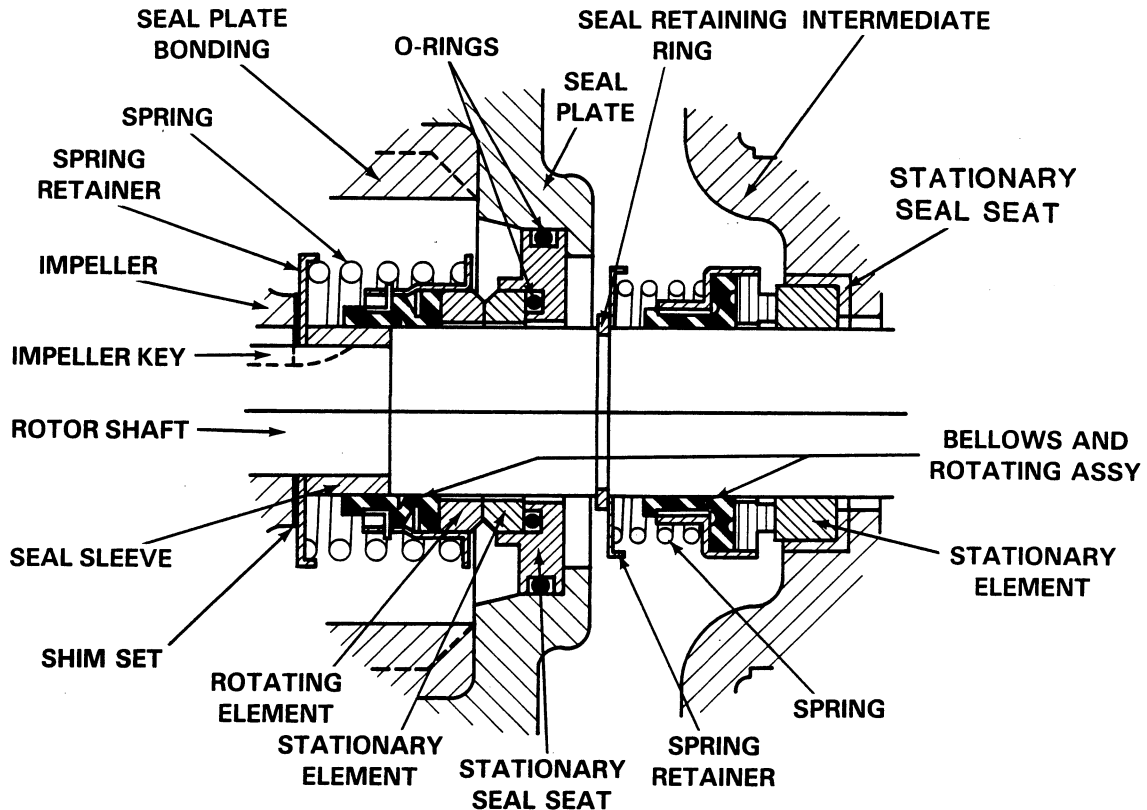 SEAL PLATE
BONDING
O-RINGS
SEAL RETAINING
RING
INTERMEDIATE
SEAL
PLATE
SPRING
SPRING
RETAINER
STATIONARY
SEAL SEAT
IMPELLER
IMPELLER KEY
ROTOR SHAFT
BELLOWS AND
ROTATING ASSY
SEAL SLEEVE
STATIONARY
ELEMENT
SHIM SET
ROTATING
ELEMENT
STATIONARY
ELEMENT
STATIONARY
SEAL SEAT
SPRING
RETAINER
SPRING